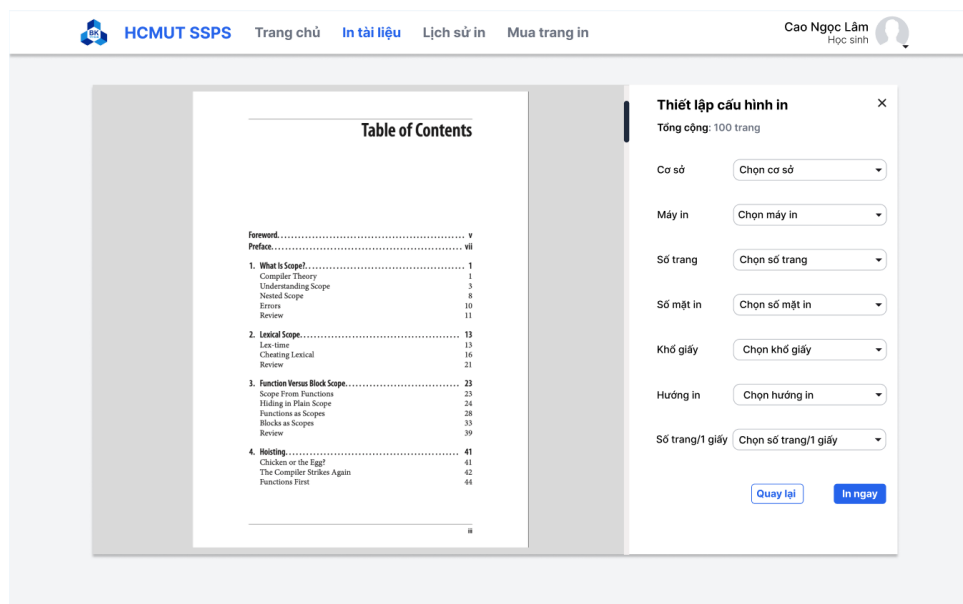 BK
HCMUT SSPS
Trang chủ
In tài liệu
Lịch sử in
Mua trang in
Cao Ngọc Lâm
Học sinh
Table of Contents
Foreword. . . . . . . . . . . . . . . . . . . . . . . . . . . . . . . . . . . . . . . . . . . . . . . . v
Preface. . . . . . . . . . . . . . . . . . . . . . . . . . . . . . . . . . . . . . . . . . . . . . . . vii
1. What Is Scope?. . . . . . . . . . . . . . . . . . . . . . . . . . . . . . . . . . . . . . . . 1
Compiler Theory 1
Understanding Scope 3
Nested Scope 8
Errors 10
Review 11
2. Lexical Scope. . . . . . . . . . . . . . . . . . . . . . . . . . . . . . . . . . . . . . . . 13
Lex-time 13
Cheating Lexical 16
Review 21
3. Function Versus Block Scope. . . . . . . . . . . . . . . . . . . . . . . . . . . . . 23
Scope From Functions 23
Hiding in Plain Scope 24
Functions as Scopes 28
Blocks as Scopes 33
Review 39
4. Hoisting. . . . . . . . . . . . . . . . . . . . . . . . . . . . . . . . . . . . . . . . . . . . 41
Chicken or the Egg? 41
The Compiler Strikes Again 42
Functions First 44
iii
Thiết lập cấu hình in
Tổng cộng: 100 trang
Cơ sở Chọn cơ sở
Máy in Chọn máy in
Số trang Chọn số trang
Số mặt in Chọn số mặt in
Khổ giấy Chọn khổ giấy
Hướng in Chọn hướng in
Số trang/1 giấy Chọn số trang/1 giấy
Quay lại
In ngay